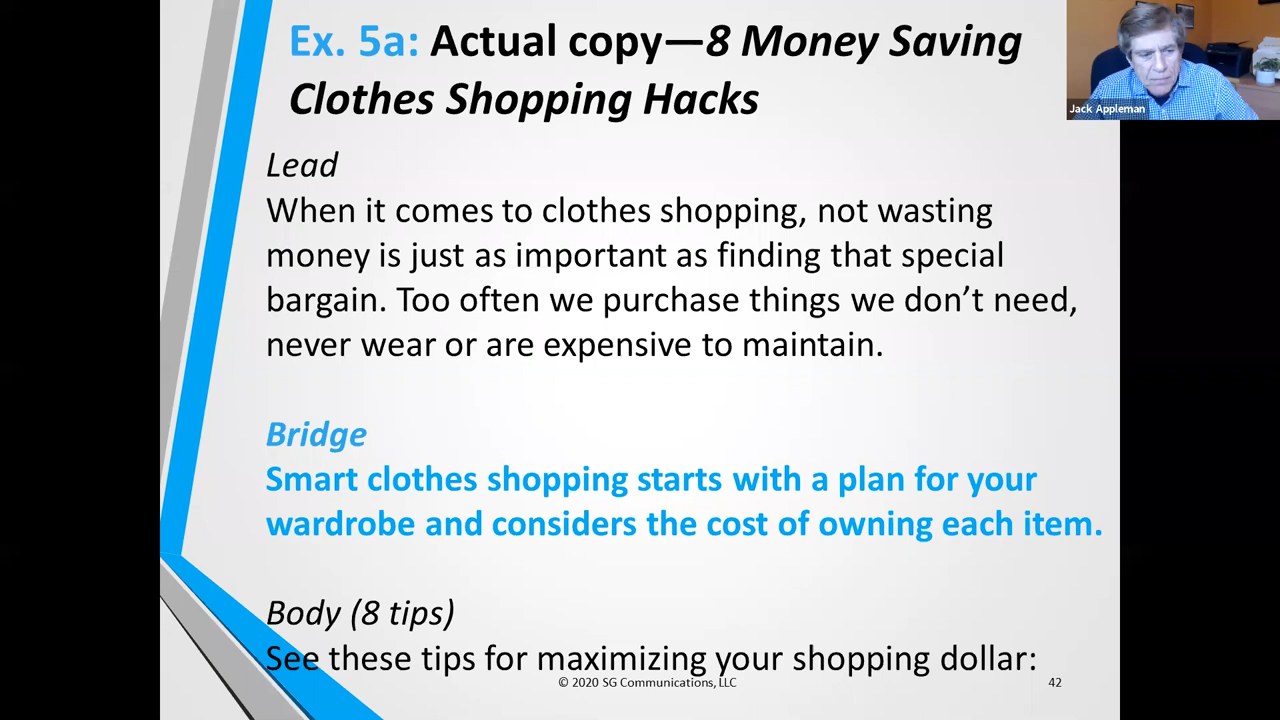 Ex. 5a: Actual copy—8 Money Saving
Clothes Shopping Hacks
Jack Appleman
Lead
When it comes to clothes shopping, not wasting
money is just as important as finding that special
bargain. Too often we purchase things we don’t need,
never wear or are expensive to maintain.
Bridge
Smart clothes shopping starts with a plan for your
wardrobe and considers the cost of owning each item.
Body (8 tips)
See these tips for maximizing your shopping dollar:
© 2020 SG Communications, LLC
42